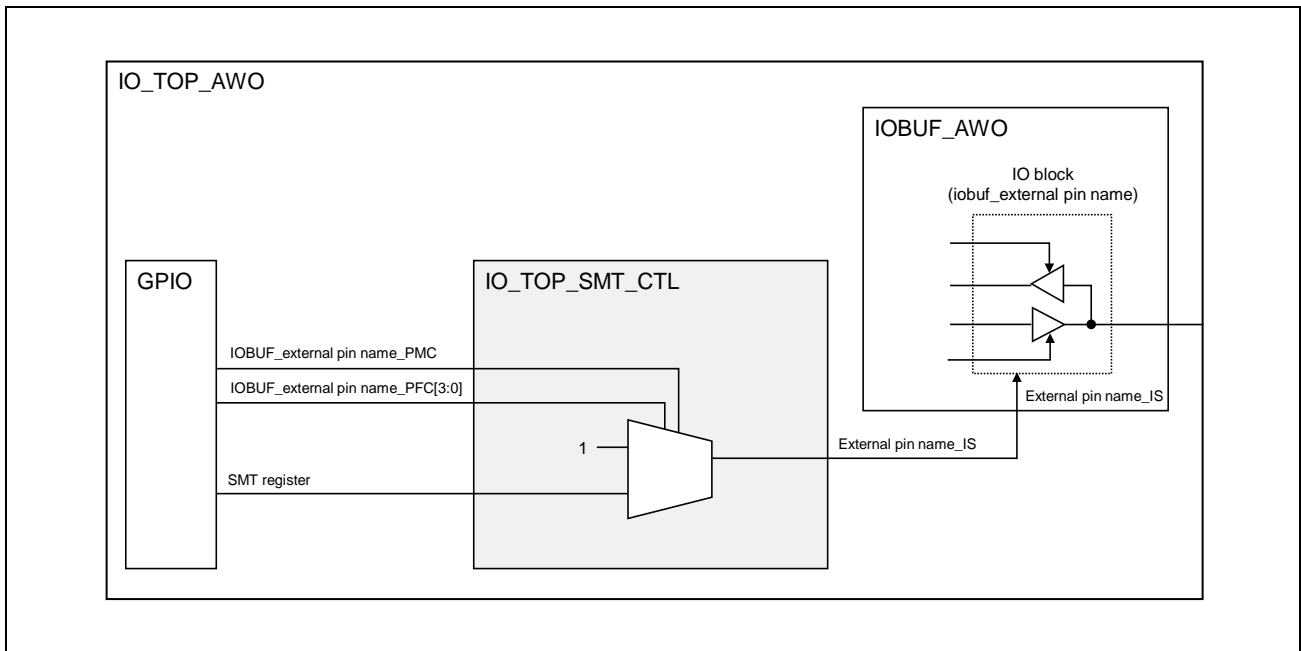 IO_TOP_AWO
IOBUF_AWO
IO block
(iobuf_external pin name)
GPIO
IO_TOP_SMT_CTL
IOBUF_external pin name_PMC
IOBUF_external pin name_PFC[3:0]
External pin name_IS
1
External pin name_IS
SMT register